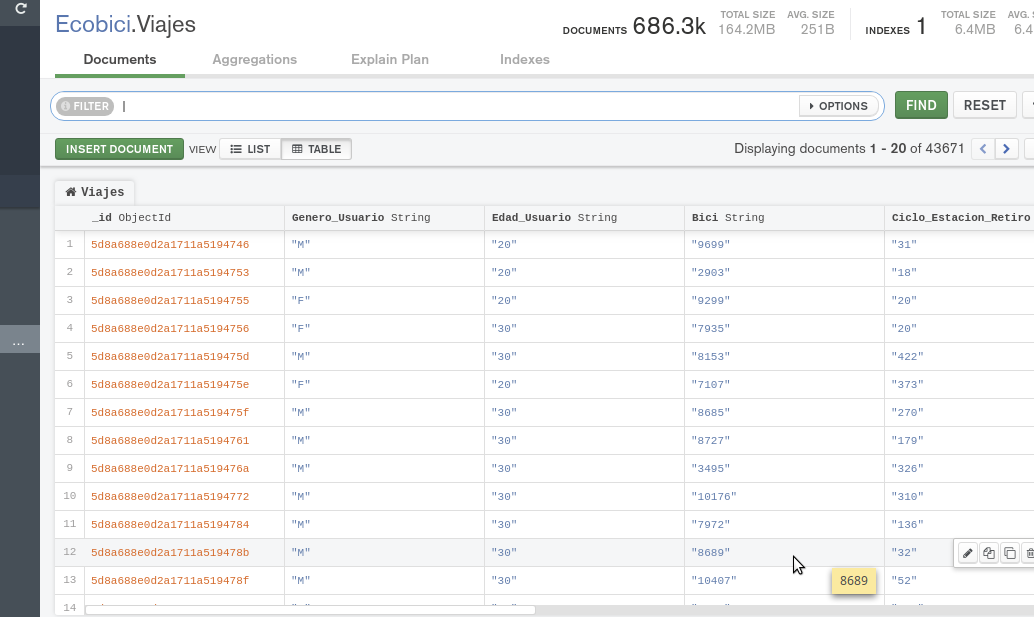 Ecobici.Viajes
DOCUMENTS 686.3k TOTAL SIZE 164.2MB AVG. SIZE 251B INDEXES 1 TOTAL SIZE 6.4MB AVG. 6.4
Documents Aggregations Explain Plan Indexes
FILTER OPTIONS FIND RESET
INSERT DOCUMENT VIEW LIST TABLE Displaying documents 1 - 20 of 43671
Viajes
_id ObjectId Genero_Usuario String Edad_Usuario String Bici String Ciclo_Estacion_Retiro
1 5d8a688e0d2a1711a5194746 "M" "20" "9699" "31"
2 5d8a688e0d2a1711a5194753 "M" "20" "2903" "18"
3 5d8a688e0d2a1711a5194755 "F" "20" "9299" "20"
4 5d8a688e0d2a1711a5194756 "F" "30" "7935" "20"
5 5d8a688e0d2a1711a519475d "M" "30" "8153" "422"
6 5d8a688e0d2a1711a519475e "F" "20" "7107" "373"
7 5d8a688e0d2a1711a519475f "M" "30" "8685" "270"
8 5d8a688e0d2a1711a5194761 "M" "30" "8727" "179"
9 5d8a688e0d2a1711a519476a "M" "30" "3495" "326"
10 5d8a688e0d2a1711a5194772 "M" "30" "10176" "310"
11 5d8a688e0d2a1711a5194784 "M" "30" "7972" "136"
12 5d8a688e0d2a1711a519478b "M" "30" "8689" "32"
13 5d8a688e0d2a1711a519478f "M" "30" "10407" "52"
8689
14
...